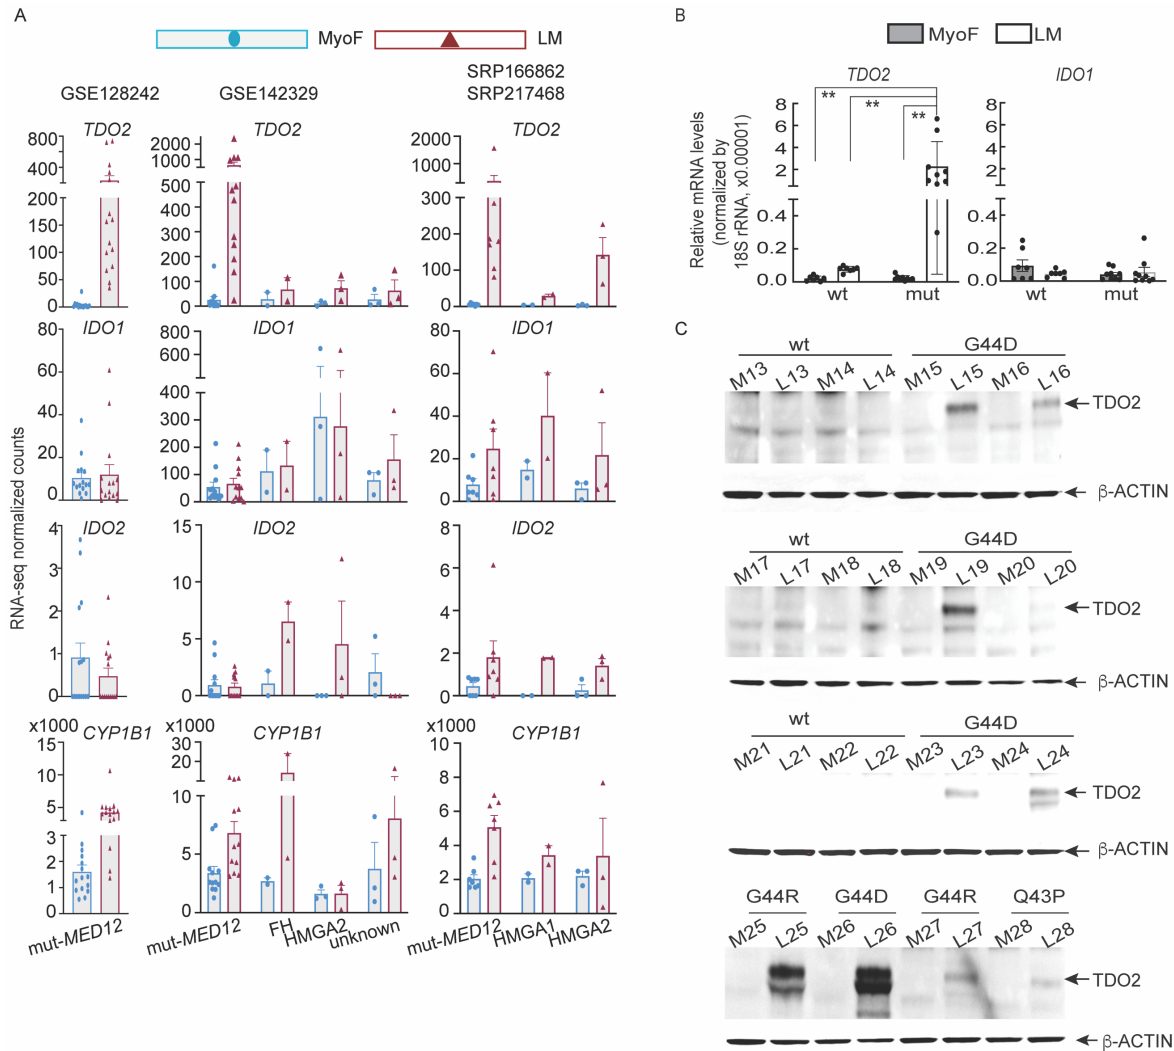 A
MyoF
LM
GSE128242
GSE142329
SRP166862
SRP217468
RNA-seq normalized counts
TDO2
800
600
400
200
200
150
100
50
0
TDO2
2000
1000
500
400
300
200
100
0
TDO2
2000
1000
300
200
100
0
IDO1
80
60
40
20
0
IDO1
800
600
400
300
200
100
0
IDO1
80
60
40
20
0
IDO2
4
3
2
1
0
IDO2
15
10
5
0
IDO2
8
6
4
2
0
x1000
CYP1B1
15
10
5
3
2
1
0
x1000
CYP1B1
30
20
10
10
5
0
x1000
CYP1B1
10
8
6
4
2
0
mut-MED12
mut-MED12
FH
HMGA2
unknown
mut-MED12
HMGA1
HMGA2
B
MyoF
LM
Relative mRNA levels
(normalized by
18S rRNA, x0.00001)
TDO2
**
**
**
8
6
4
2
0.4
0.2
0.0
wt
mut
IDO1
8
6
4
2
0.4
0.2
0.0
wt
mut
C
wt
G44D
M13 L13 M14 L14 M15 L15 M16 L16
TDO2
β-ACTIN
wt
G44D
M17 L17 M18 L18 M19 L19 M20 L20
TDO2
β-ACTIN
wt
G44D
M21 L21 M22 L22 M23 L23 M24 L24
TDO2
β-ACTIN
G44R G44D G44R Q43P
M25 L25 M26 L26 M27 L27 M28 L28
TDO2
β-ACTIN